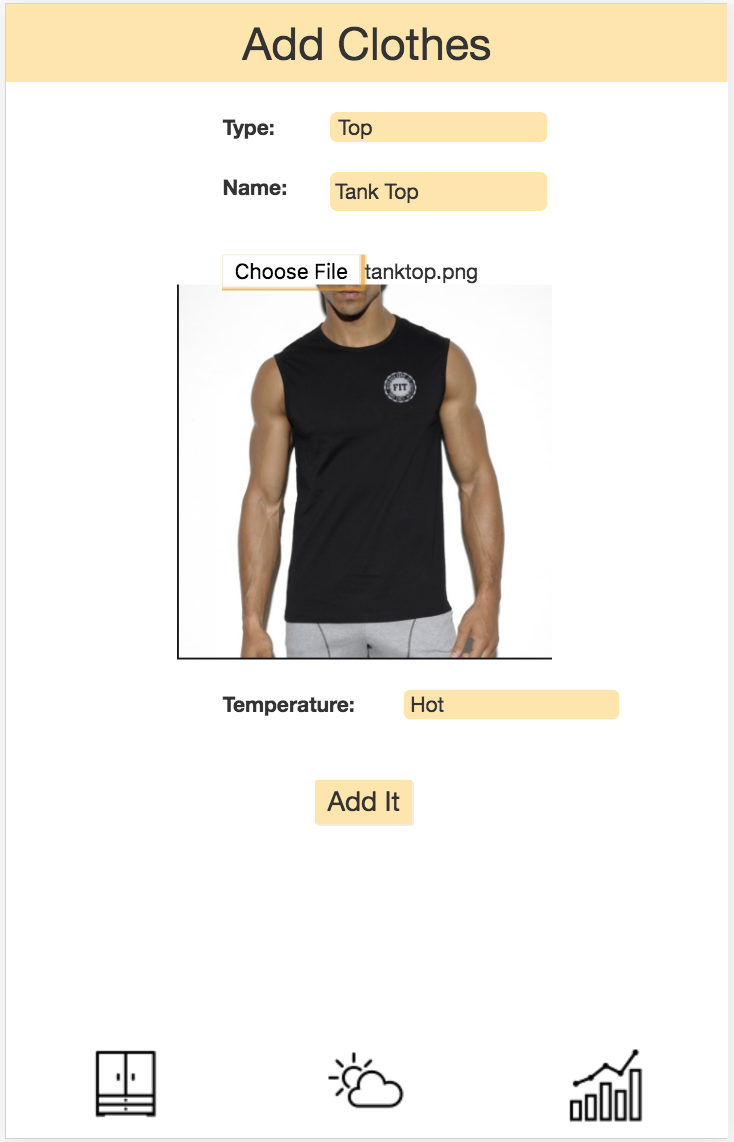 Add Clothes
Type: Top
Name: Tank Top
Choose File tanktop.png
FIT
Temperature: Hot
Add It